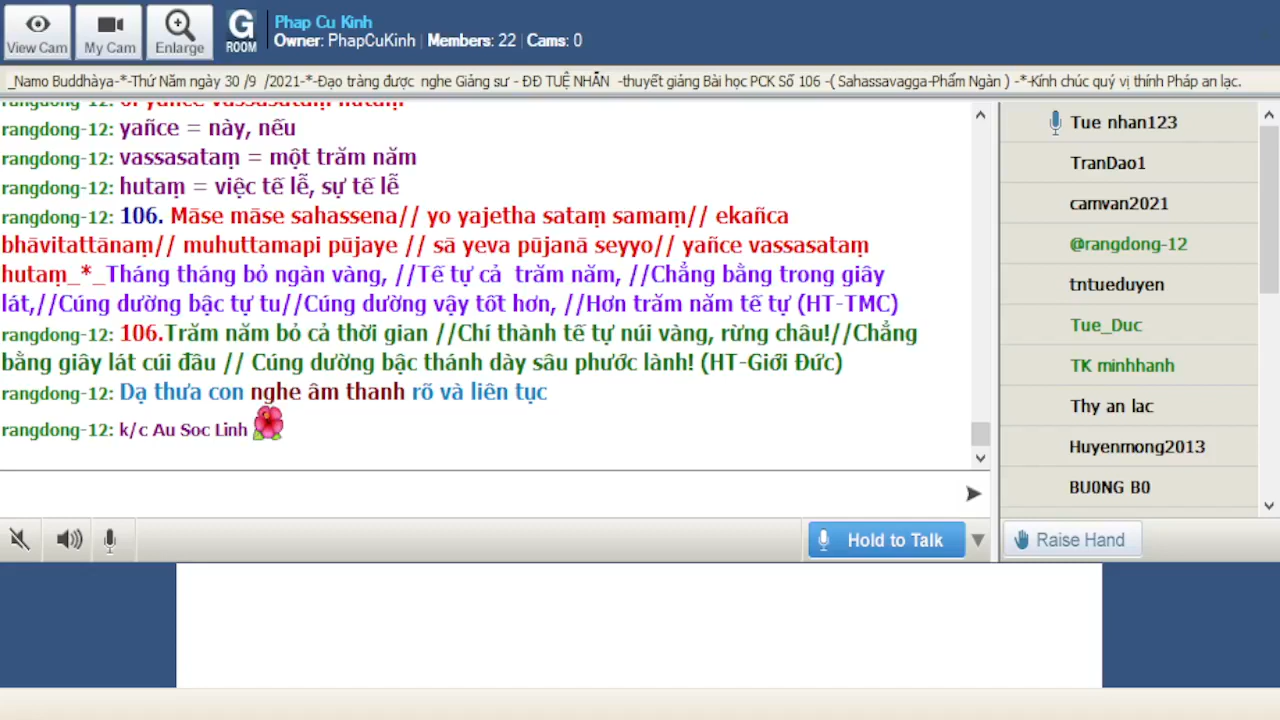 View Cam
My Cam
Enlarge
G
ROOM
Phap Cu Kinh
Owner: PhapCuKinh | Members: 22 | Cams: 0
_Namo Buddhàya-*-Thứ Năm ngày 30 /9 /2021-*-Đạo tràng được nghe Giảng sư - ĐĐ TUỆ NHẪN -thuyết giảng Bài học PCK Số 106 -( Sahassavagga-Phẩm Ngàn ) -*-Kính chúc quý vị thính Pháp an lạc.
rangdong-12: yañce = này, nếu
rangdong-12: vassasataṃ = một trăm năm
rangdong-12: hutaṃ = việc tế lễ, sự tế lễ
rangdong-12: 106. Māse māse sahassena// yo yajetha sataṃ samaṃ// ekañca
bhāvitattānaṃ// muhuttamapi pūjaye // sā yeva pūjanā seyyo// yañce vassasataṃ
hutaṃ_*_Tháng tháng bỏ ngàn vàng, //Tế tự cả trăm năm, //Chẳng bằng trong giây
lát,//Cúng dường bậc tự tu//Cúng dường vậy tốt hơn, //Hơn trăm năm tế tự (HT-TMC)
rangdong-12: 106.Trăm năm bỏ cả thời gian //Chí thành tế tự núi vàng, rừng châu!//Chẳng
bằng giây lát cúi đầu // Cúng dường bậc thánh dày sâu phước lành! (HT-Giới Đức)
rangdong-12: Dạ thưa con nghe âm thanh rõ và liên tục
rangdong-12: k/c Au Soc Linh
Tue nhan123
TranDao1
camvan2021
@rangdong-12
tntueduyen
Tue_Duc
TK minhhanh
Thy an lac
Huyenmong2013
BU0NG B0
Hold to Talk
Raise Hand